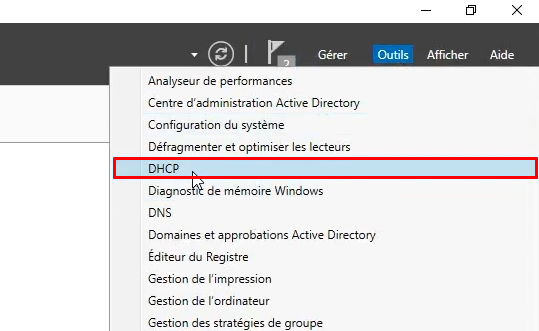 2
Gérer
Outils
Afficher
Aide
Analyseur de performances
Centre d'administration Active Directory
Configuration du système
Défragmenter et optimiser les lecteurs
DHCP
Diagnostic de mémoire Windows
DNS
Domaines et approbations Active Directory
Éditeur du Registre
Gestion de l'impression
Gestion de l'ordinateur
Gestion des stratégies de groupe